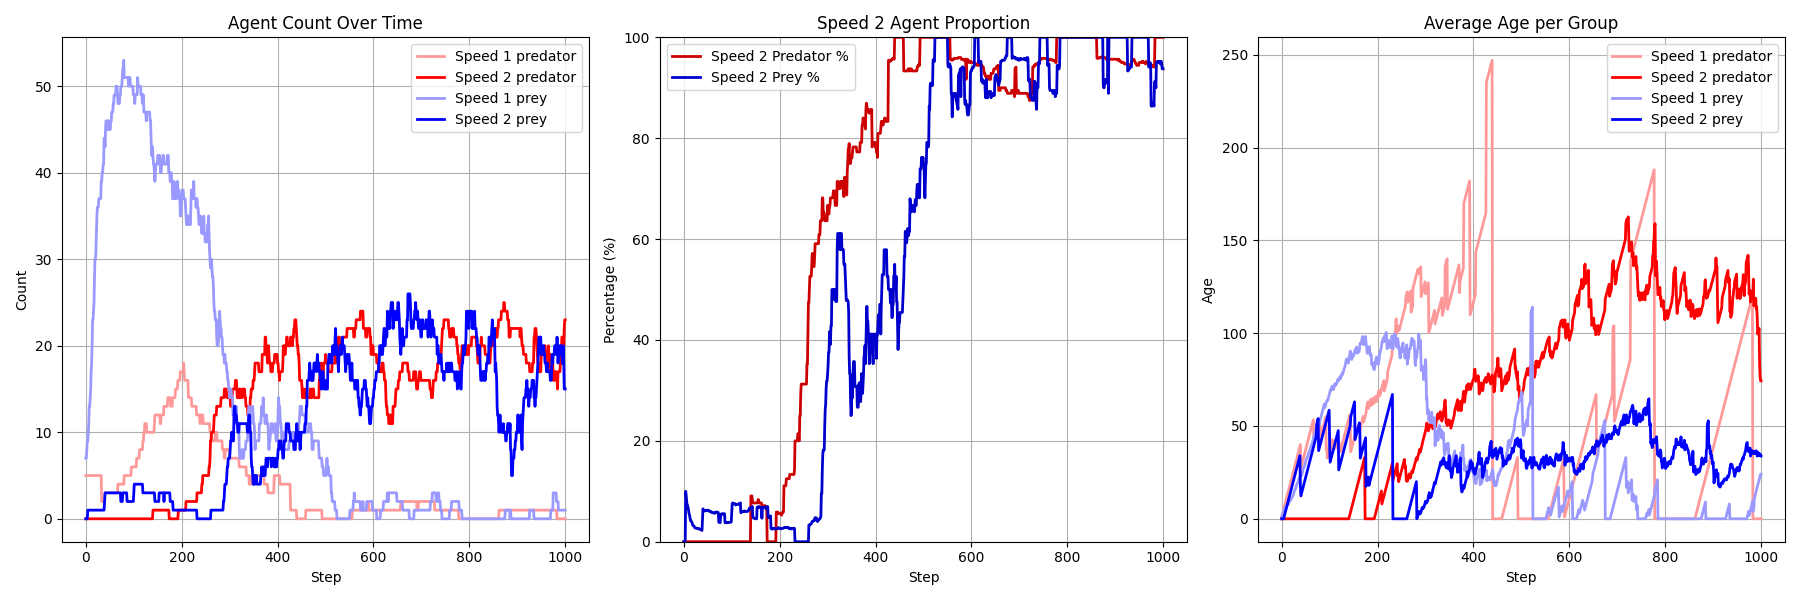 Agent Count Over Time
Count
50
40
30
20
10
0
0 200 400 600 800 1000
Step
Speed 1 predator
Speed 2 predator
Speed 1 prey
Speed 2 prey
Speed 2 Agent Proportion
Percentage (%)
100
80
60
40
20
0
0 200 400 600 800 1000
Step
Speed 2 Predator %
Speed 2 Prey %
Average Age per Group
Age
250
200
150
100
50
0
0 200 400 600 800 1000
Step
Speed 1 predator
Speed 2 predator
Speed 1 prey
Speed 2 prey